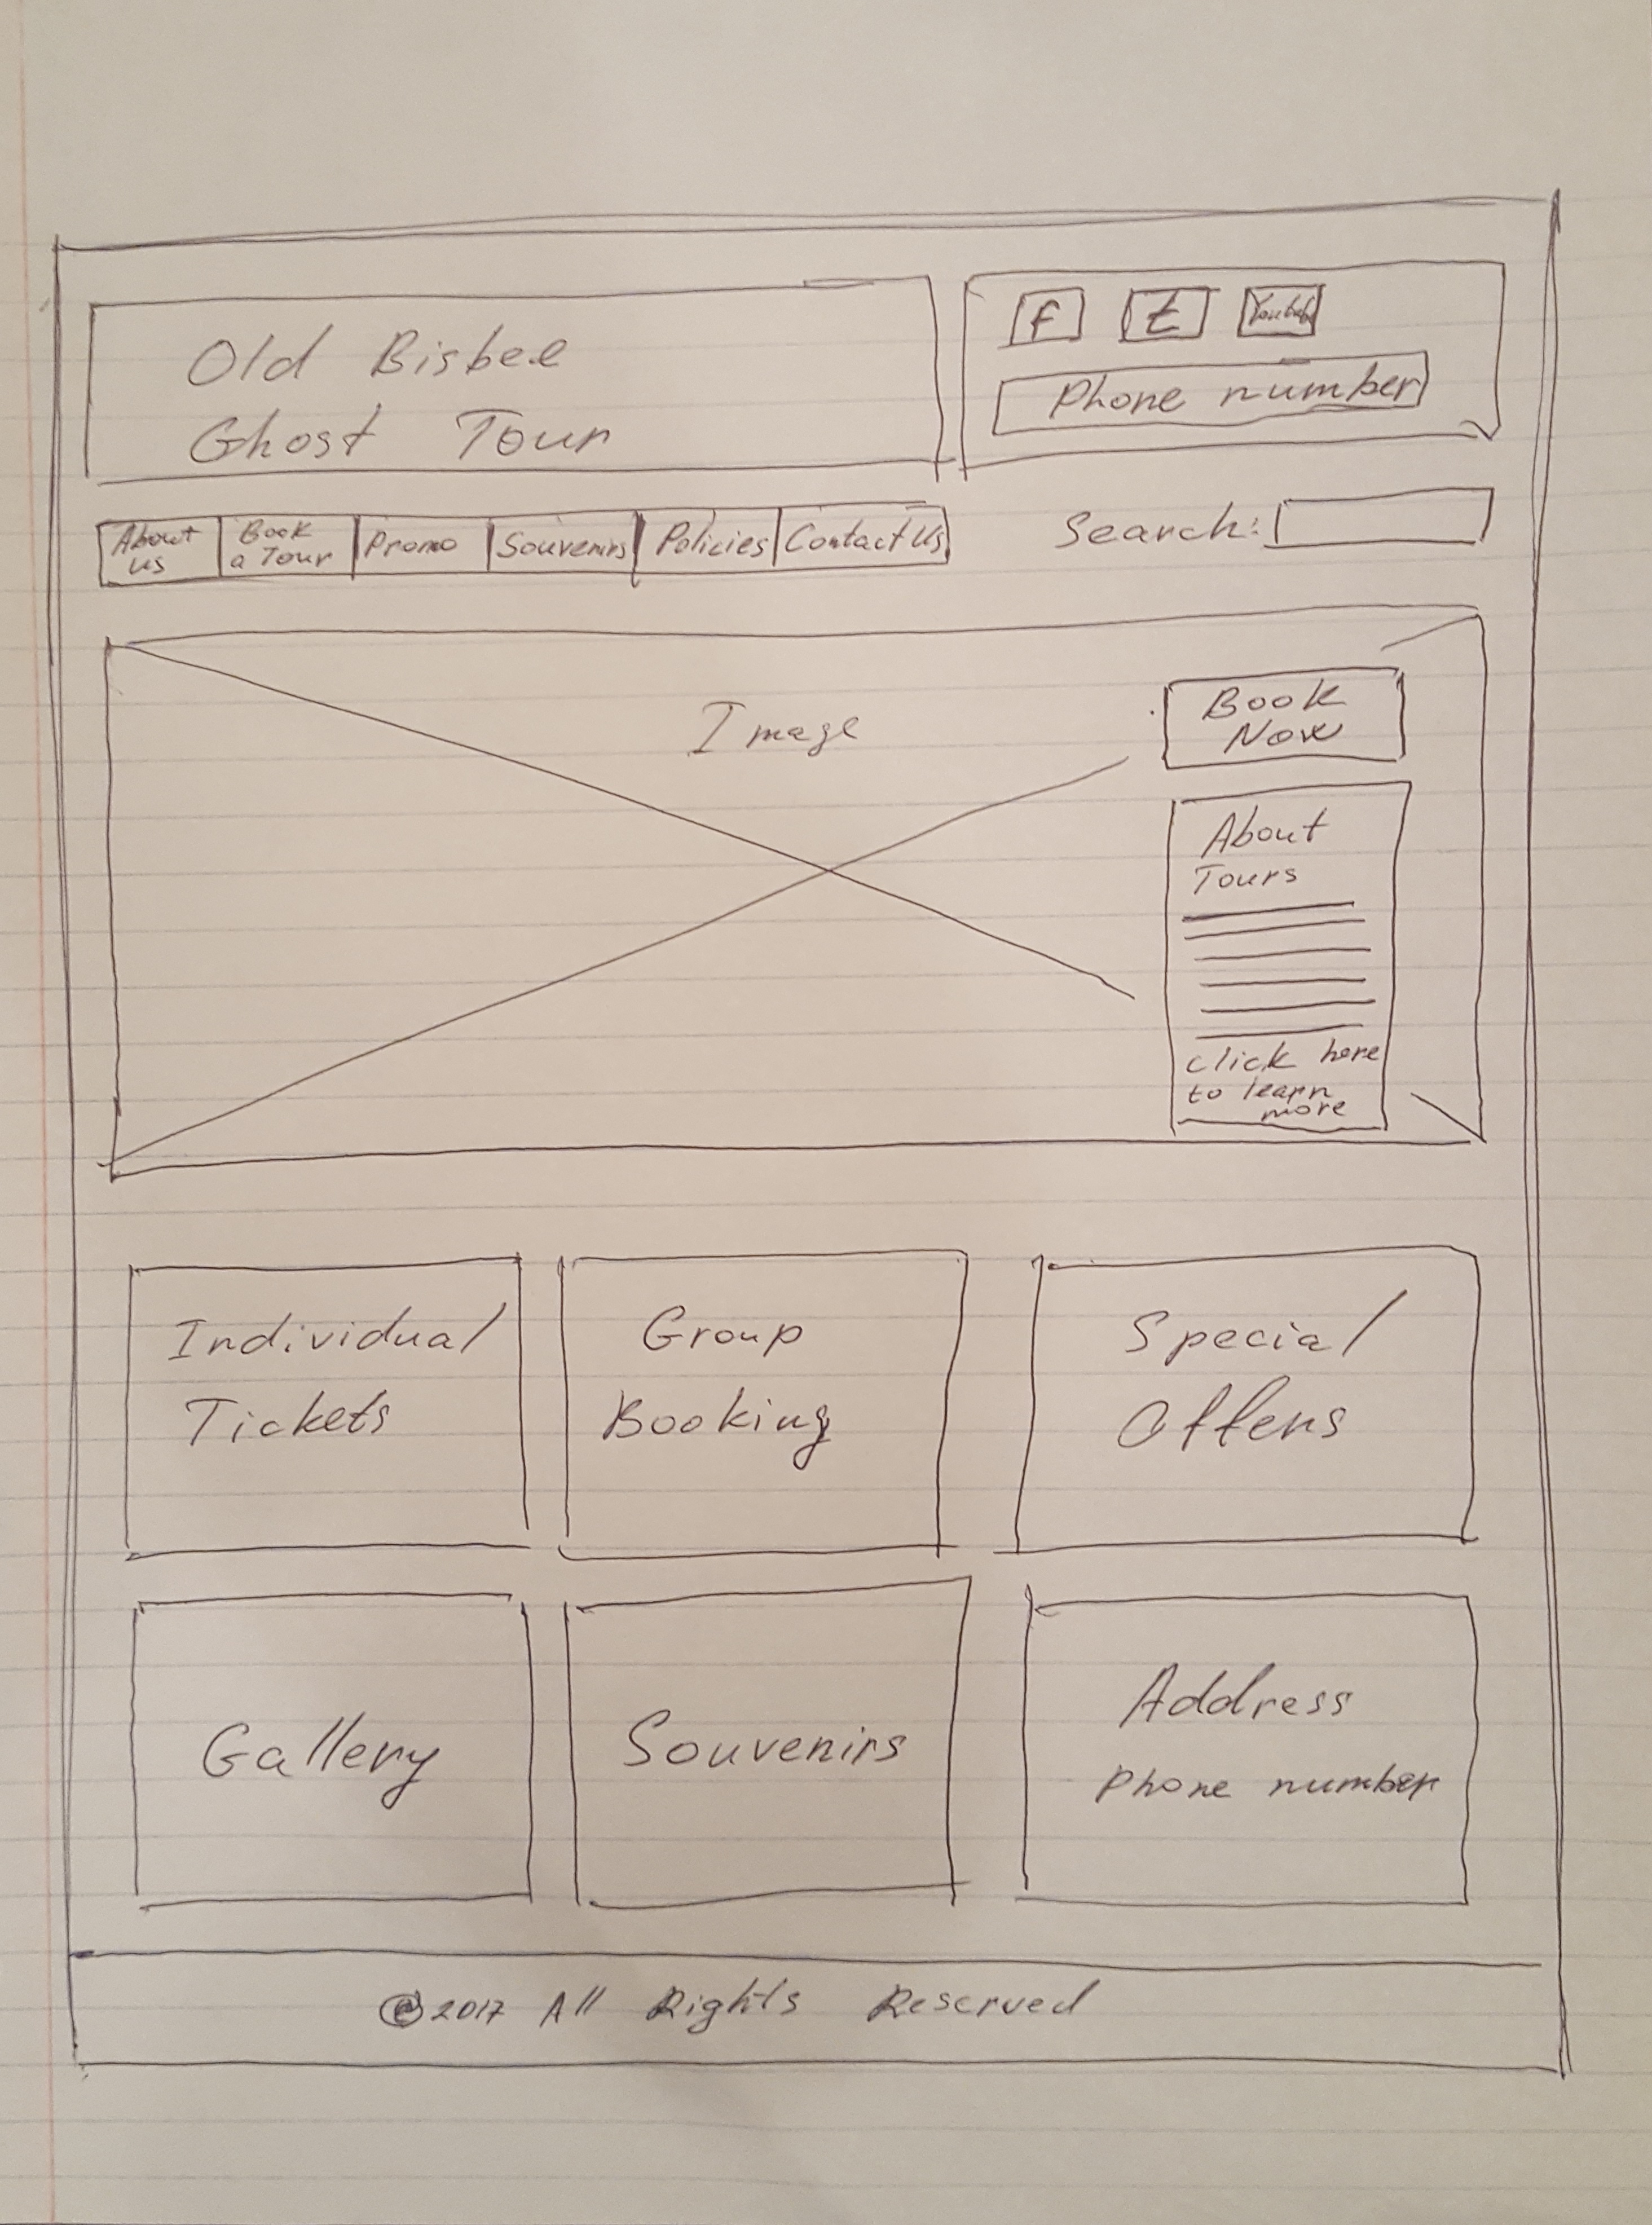 Old Bisbee
Ghost Tour
f
t
Youtube
Phone number
About
us
Book
a Tour
Promo
Souvenirs
Policies
Contact Us
Search:
Image
Book
Now
About
Tours
click here
to learn
more
Individual
Tickets
Group
Booking
Special
Offers
Gallery
Souvenirs
Address
Phone number
©2017 All Rights Reserved